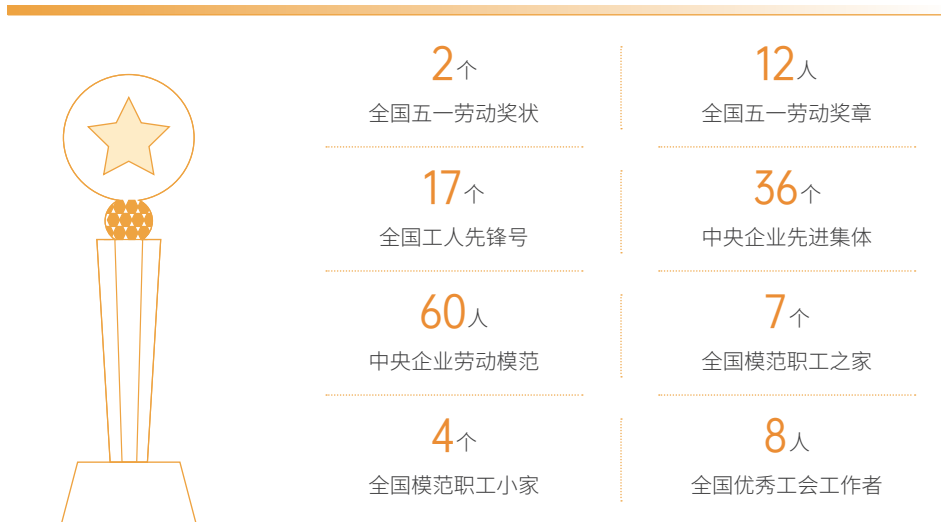 2个
全国五一劳动奖状
12人
全国五一劳动奖章
17个
全国工人先锋号
36个
中央企业先进集体
60人
中央企业劳动模范
7个
全国模范职工之家
4个
全国模范职工小家
8人
全国优秀工会工作者